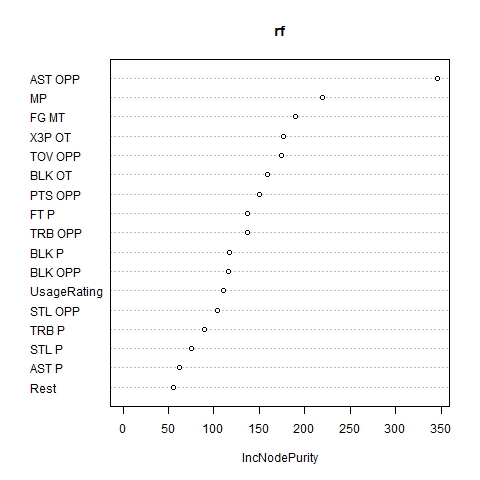 rf
AST OPP
MP
FG MT
X3P OT
TOV OPP
BLK OT
PTS OPP
FT P
TRB OPP
BLK P
BLK OPP
UsageRating
STL OPP
TRB P
STL P
AST P
Rest
0 50 100 150 200 250 300 350
IncNodePurity